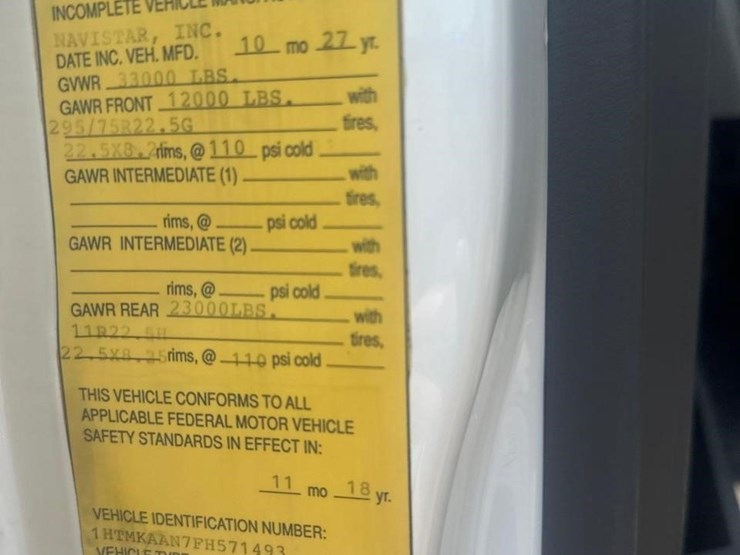 INCOMPLETE VEHICLE
NAVISTAR, INC.
DATE INC. VEH. MFD. 10 mo 27 yr.
GVWR 33000 LBS.
GAWR FRONT 12000 LBS. with
295/75R22.5G tires,
22.5X8.25 rims, @ 110 psi cold
GAWR INTERMEDIATE (1) with
tires,
rims, @ psi cold
GAWR INTERMEDIATE (2) with
tires,
rims, @ psi cold
GAWR REAR 23000LBS. with
11R22.5H tires,
22.5X8.25 rims, @ 110 psi cold
THIS VEHICLE CONFORMS TO ALL
APPLICABLE FEDERAL MOTOR VEHICLE
SAFETY STANDARDS IN EFFECT IN:
11 mo 18 yr.
VEHICLE IDENTIFICATION NUMBER:
1HTMKAAN7FH571493
VEHICLE TYPE